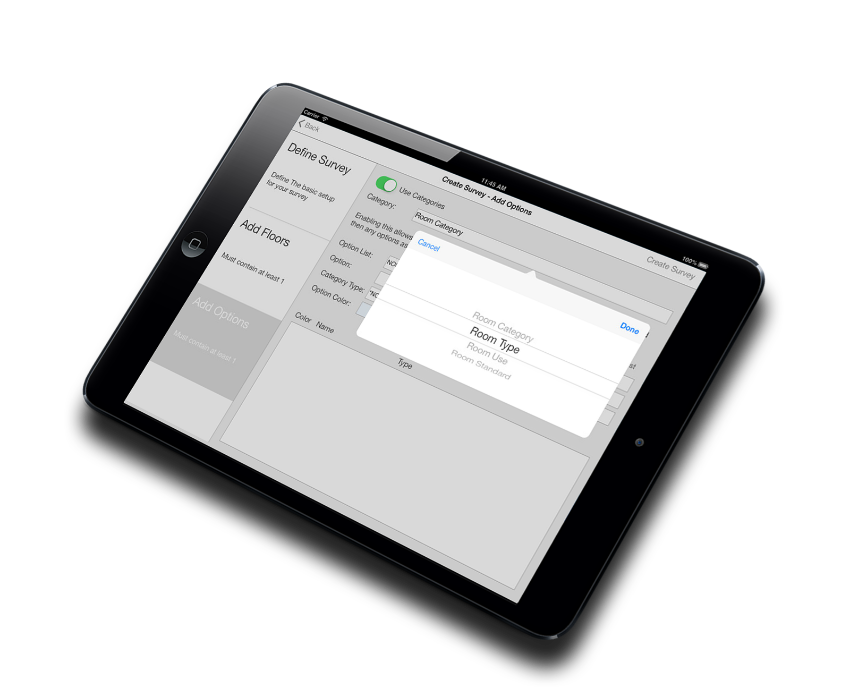 Carrier
11:45 AM
100%
Back
Create Survey - Add Options
Create Survey
Define Survey
Define The basic setup
for your survey
Add Floors
Must contain at least 1
Add Options
Must contain at least 1
Use Categories
Category:
Room Category
Enabling this allows
then any options as
Option List:
Option:
Category Type:
Option Color:
Color Name
Type
Cancel
Done
Room Category
Room Type
Room Use
Room Standard